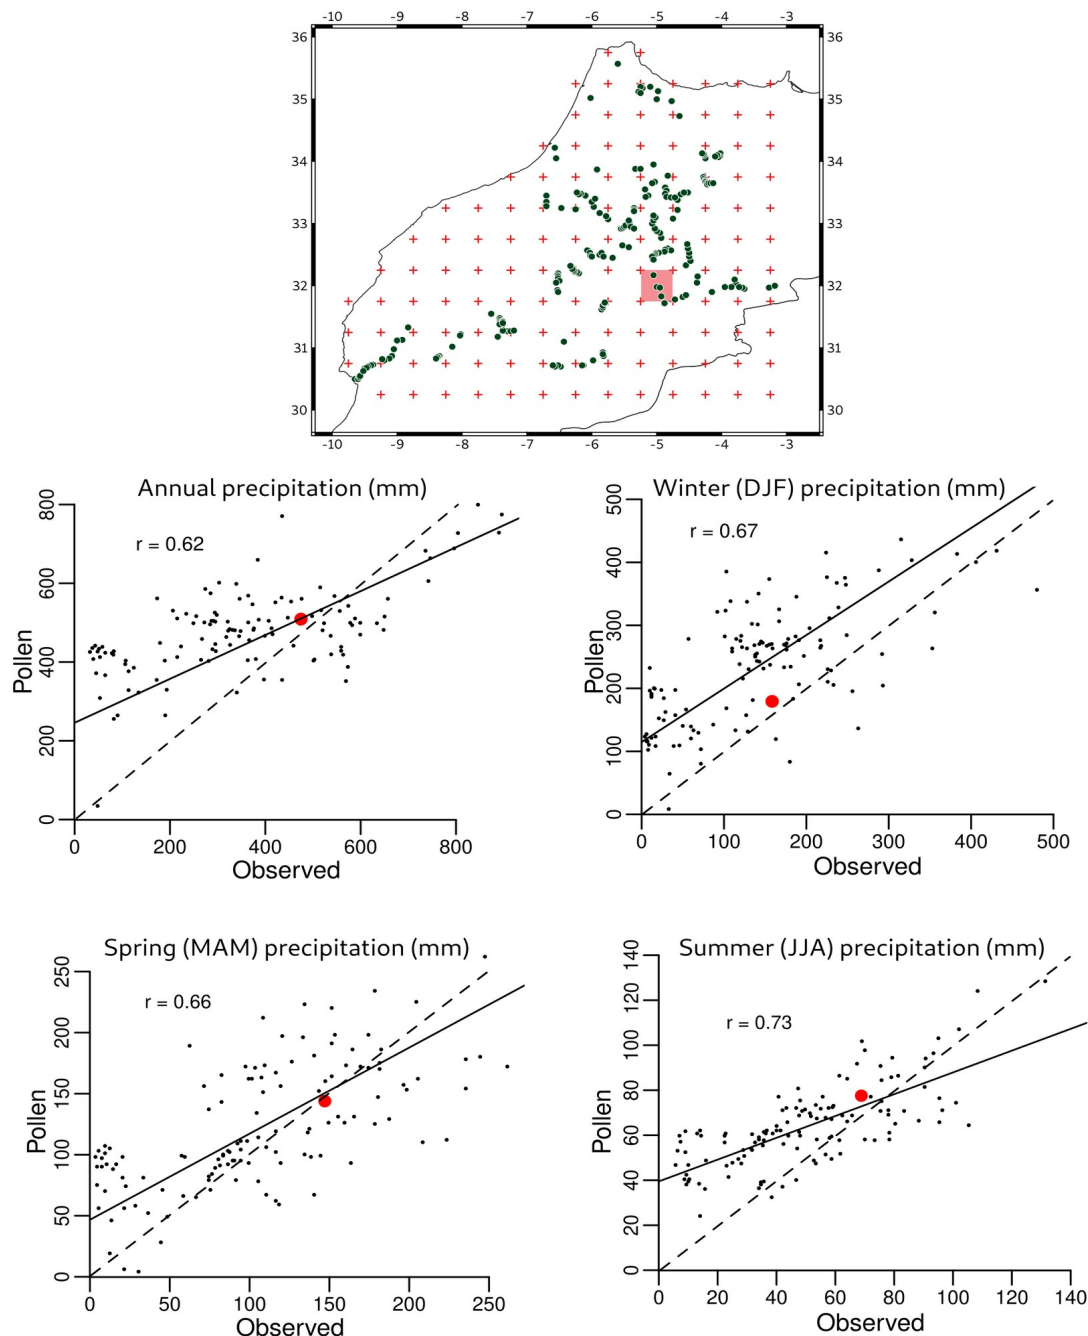 -10 -9 -8 -7 -6 -5 -4 -3
36 36
35 35
34 34
33 33
32 32
31 31
30 30
-10 -9 -8 -7 -6 -5 -4 -3
Annual precipitation (mm)
r = 0.62
Pollen
0 200 400 600 800
0 200 400 600 800
Observed
Winter (DJF) precipitation (mm)
r = 0.67
Pollen
0 100 200 300 400 500
0 100 200 300 400 500
Observed
Spring (MAM) precipitation (mm)
r = 0.66
Pollen
0 50 100 150 200 250
0 50 100 150 200 250
Observed
Summer (JJA) precipitation (mm)
r = 0.73
Pollen
0 20 40 60 80 100 120 140
0 20 40 60 80 100 120 140
Observed